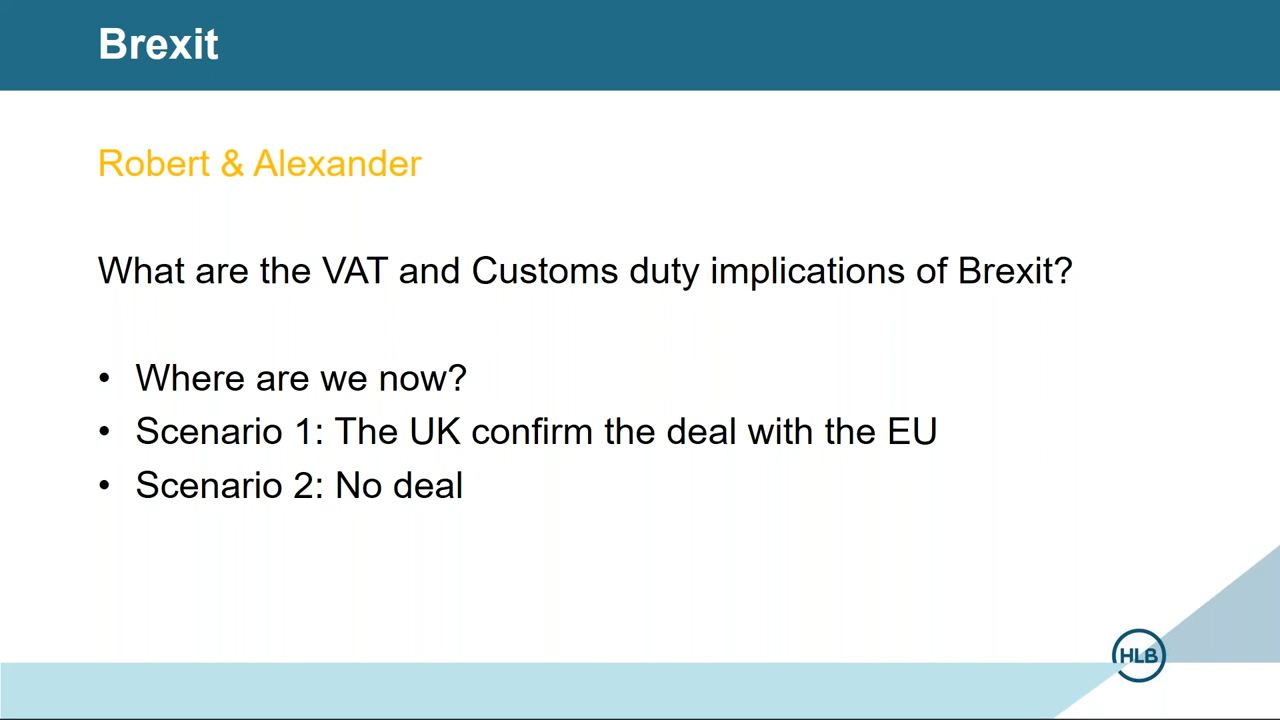 Brexit
Robert & Alexander
What are the VAT and Customs duty implications of Brexit?
• Where are we now?
• Scenario 1: The UK confirm the deal with the EU
• Scenario 2: No deal
HLB